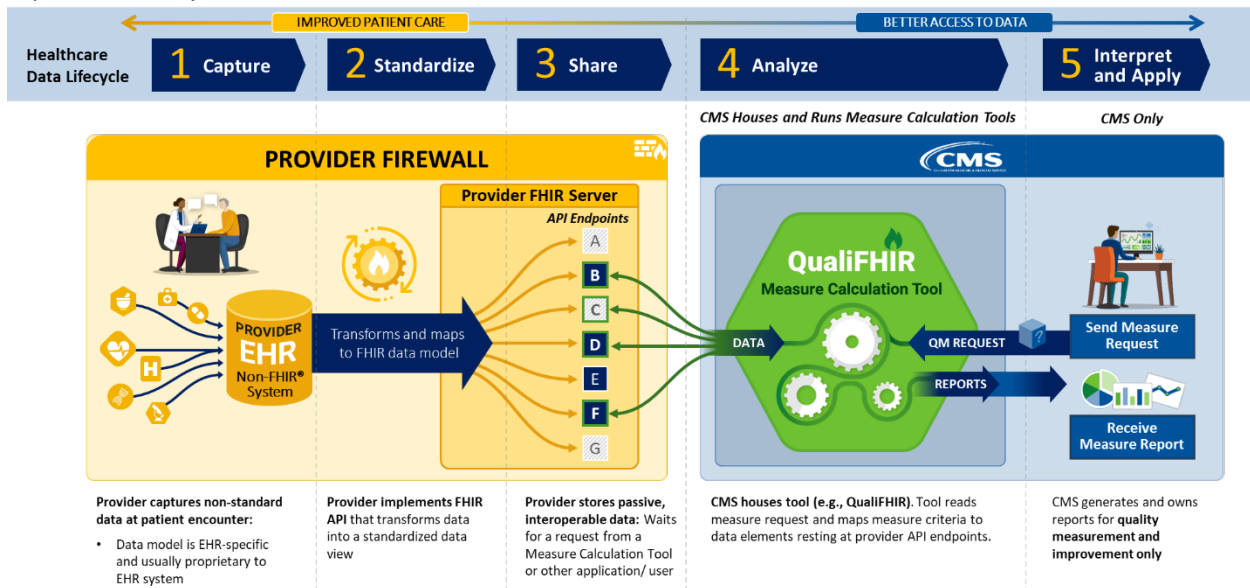 IMPROVED PATIENT CARE
BETTER ACCESS TO DATA
Healthcare
Data Lifecycle
1 Capture
2 Standardize
3 Share
4 Analyze
5 Interpret
and Apply
CMS Houses and Runs Measure Calculation Tools
CMS Only
PROVIDER FIREWALL
CMS
Provider FHIR Server
API Endpoints
A
B
C
D
E
F
G
PROVIDER
EHR
Non-FHIR®
System
H
Transforms and maps
to FHIR data model
QualiFHIR
Measure Calculation Tool
DATA
QM REQUEST
?
REPORTS
Send Measure
Request
Receive
Measure Report
Provider captures non-standard
data at patient encounter:
• Data model is EHR-specific
and usually proprietary to
EHR system
Provider implements FHIR
API that transforms data
into a standardized data
view
Provider stores passive,
interoperable data: Waits
for a request from a
Measure Calculation Tool
or other application/ user
CMS houses tool (e.g., QualiFHIR). Tool reads
measure request and maps measure criteria to
data elements resting at provider API endpoints.
CMS generates and owns
reports for quality
measurement and
improvement only